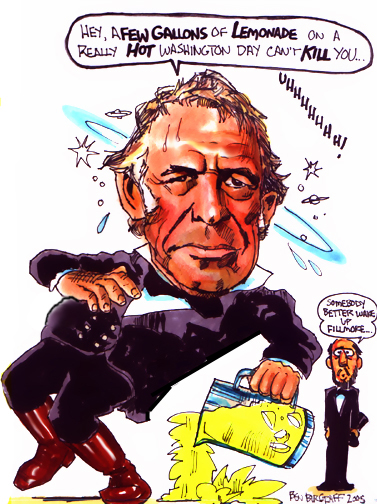 HEY, A FEW GALLONS OF LEMONADE ON A
REALLY HOT WASHINGTON DAY CAN'T KILL YOU...
UHHHHHHH!
SOMEBODY
BETTER WAKE
UP
FILLMORE...
2005